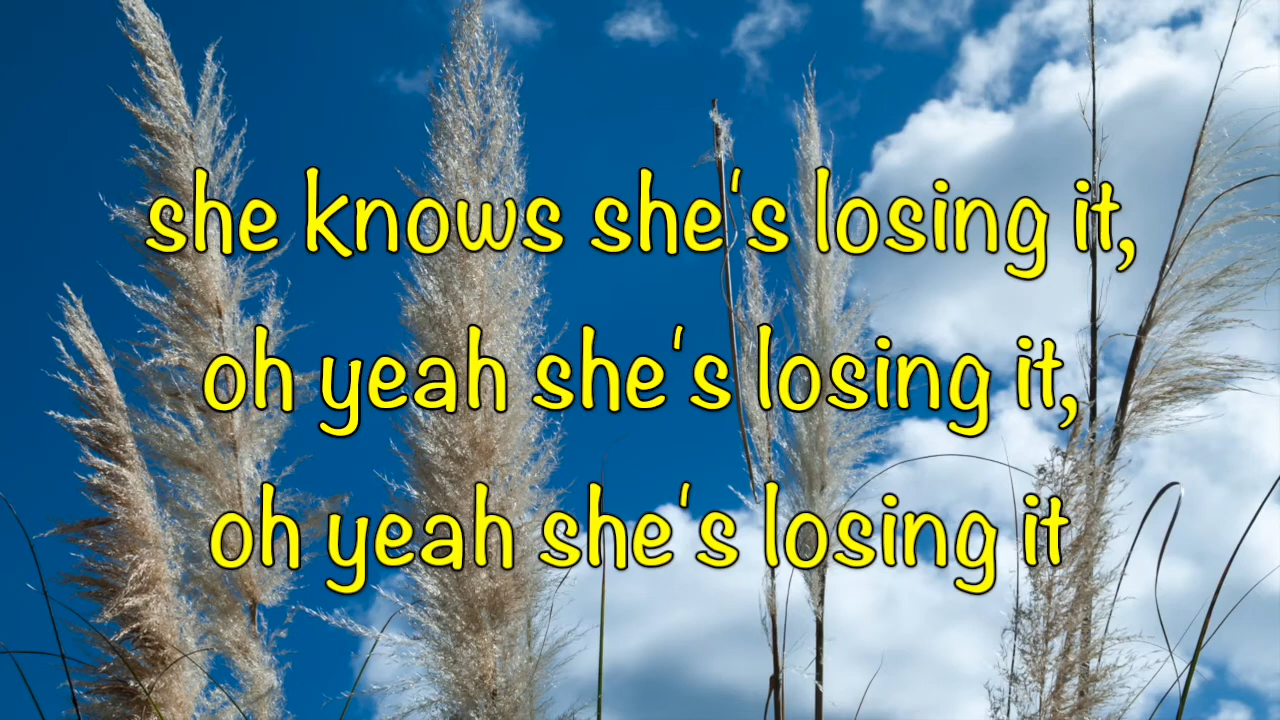 she knows she's losing it,
oh yeah she's losing it,
oh yeah she's losing it